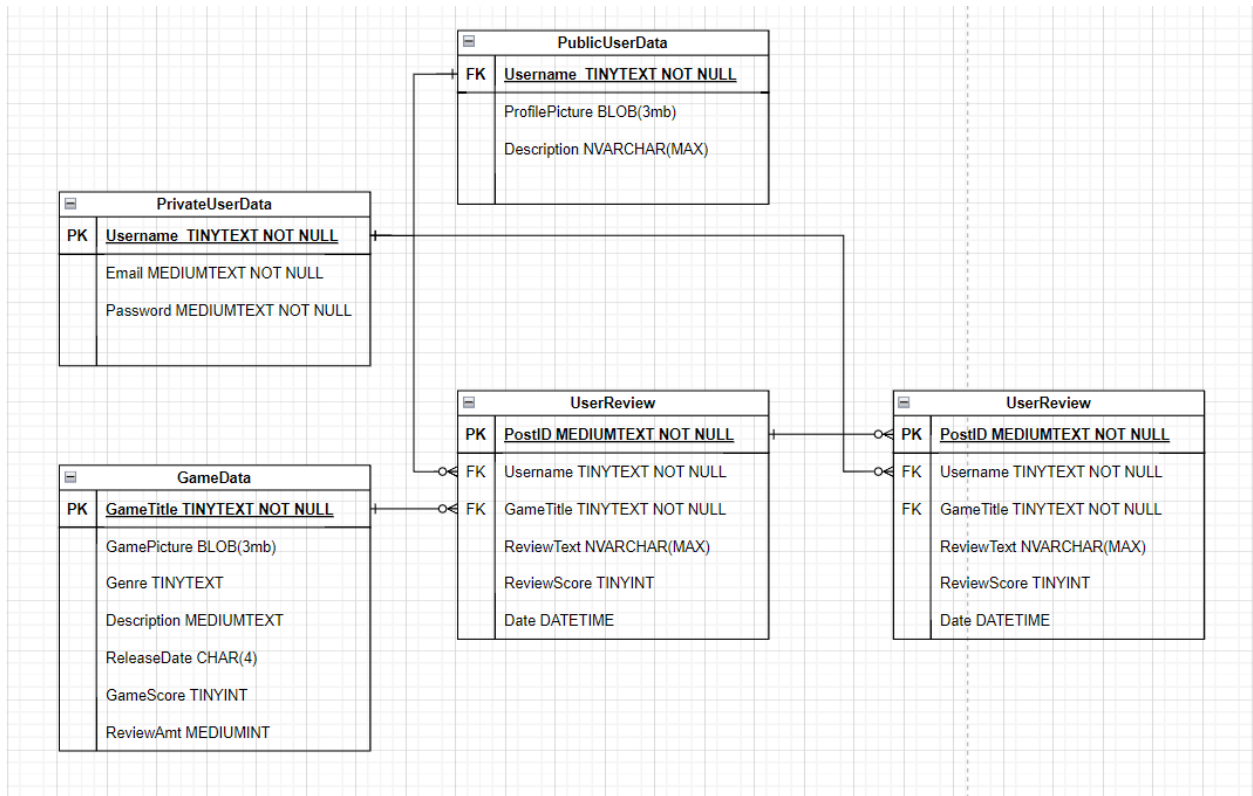 PublicUserData
FK Username TINYTEXT NOT NULL
ProfilePicture BLOB(3mb)
Description NVARCHAR(MAX)
PrivateUserData
PK Username TINYTEXT NOT NULL
Email MEDIUMTEXT NOT NULL
Password MEDIUMTEXT NOT NULL
UserReview
PK PostID MEDIUMTEXT NOT NULL
FK Username TINYTEXT NOT NULL
FK GameTitle TINYTEXT NOT NULL
ReviewText NVARCHAR(MAX)
ReviewScore TINYINT
Date DATETIME
UserReview
PK PostID MEDIUMTEXT NOT NULL
FK Username TINYTEXT NOT NULL
FK GameTitle TINYTEXT NOT NULL
ReviewText NVARCHAR(MAX)
ReviewScore TINYINT
Date DATETIME
GameData
PK GameTitle TINYTEXT NOT NULL
GamePicture BLOB(3mb)
Genre TINYTEXT
Description MEDIUMTEXT
ReleaseDate CHAR(4)
GameScore TINYINT
ReviewAmt MEDIUMINT